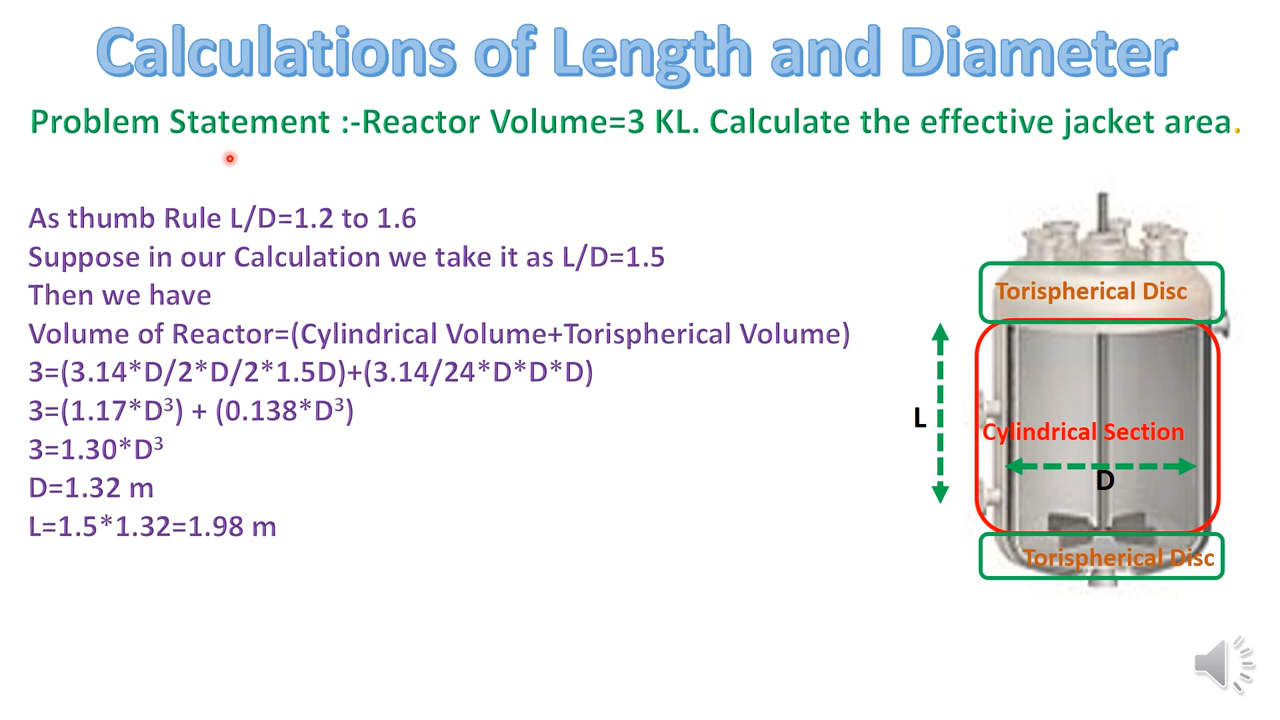 Calculations of Length and Diameter
Problem Statement :-Reactor Volume=3 KL. Calculate the effective jacket area.
As thumb Rule L/D=1.2 to 1.6
Suppose in our Calculation we take it as L/D=1.5
Then we have
Volume of Reactor=(Cylindrical Volume+Torispherical Volume)
3=(3.14*D/2*D/2*1.5D)+(3.14/24*D*D*D)
3=(1.17*D³) + (0.138*D³)
3=1.30*D³
D=1.32 m
L=1.5*1.32=1.98 m
Torispherical Disc
L
Cylindrical Section
D
Torispherical Disc